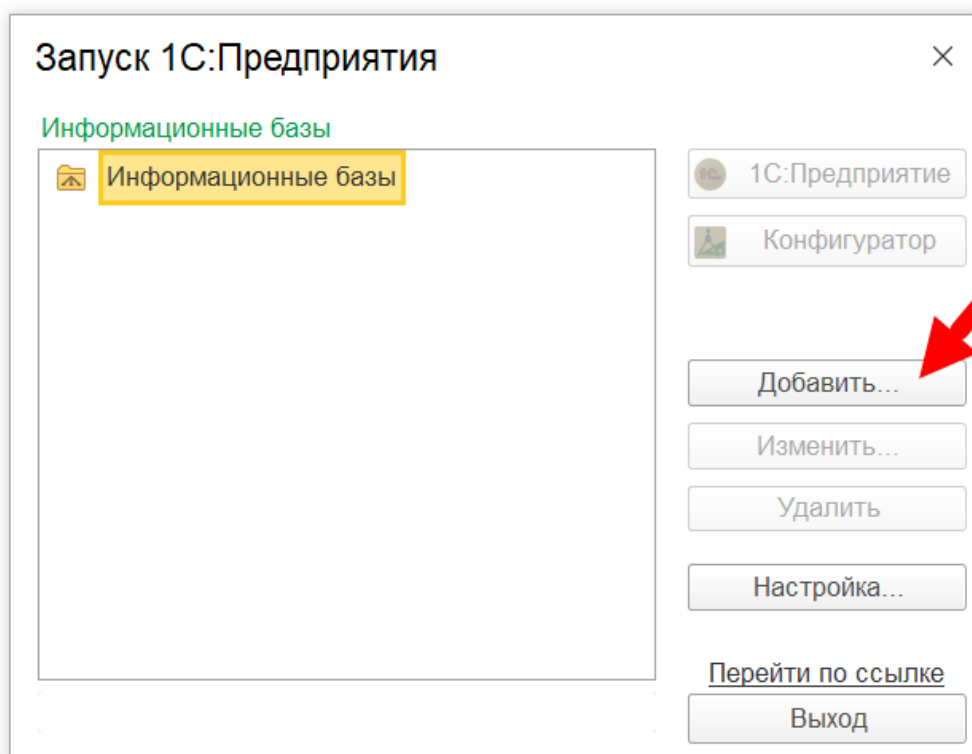 Запуск 1С:Предприятия
Информационные базы
Информационные базы
1С:Предприятие
Конфигуратор
Добавить...
Изменить...
Удалить
Настройка...
Перейти по ссылке
Выход